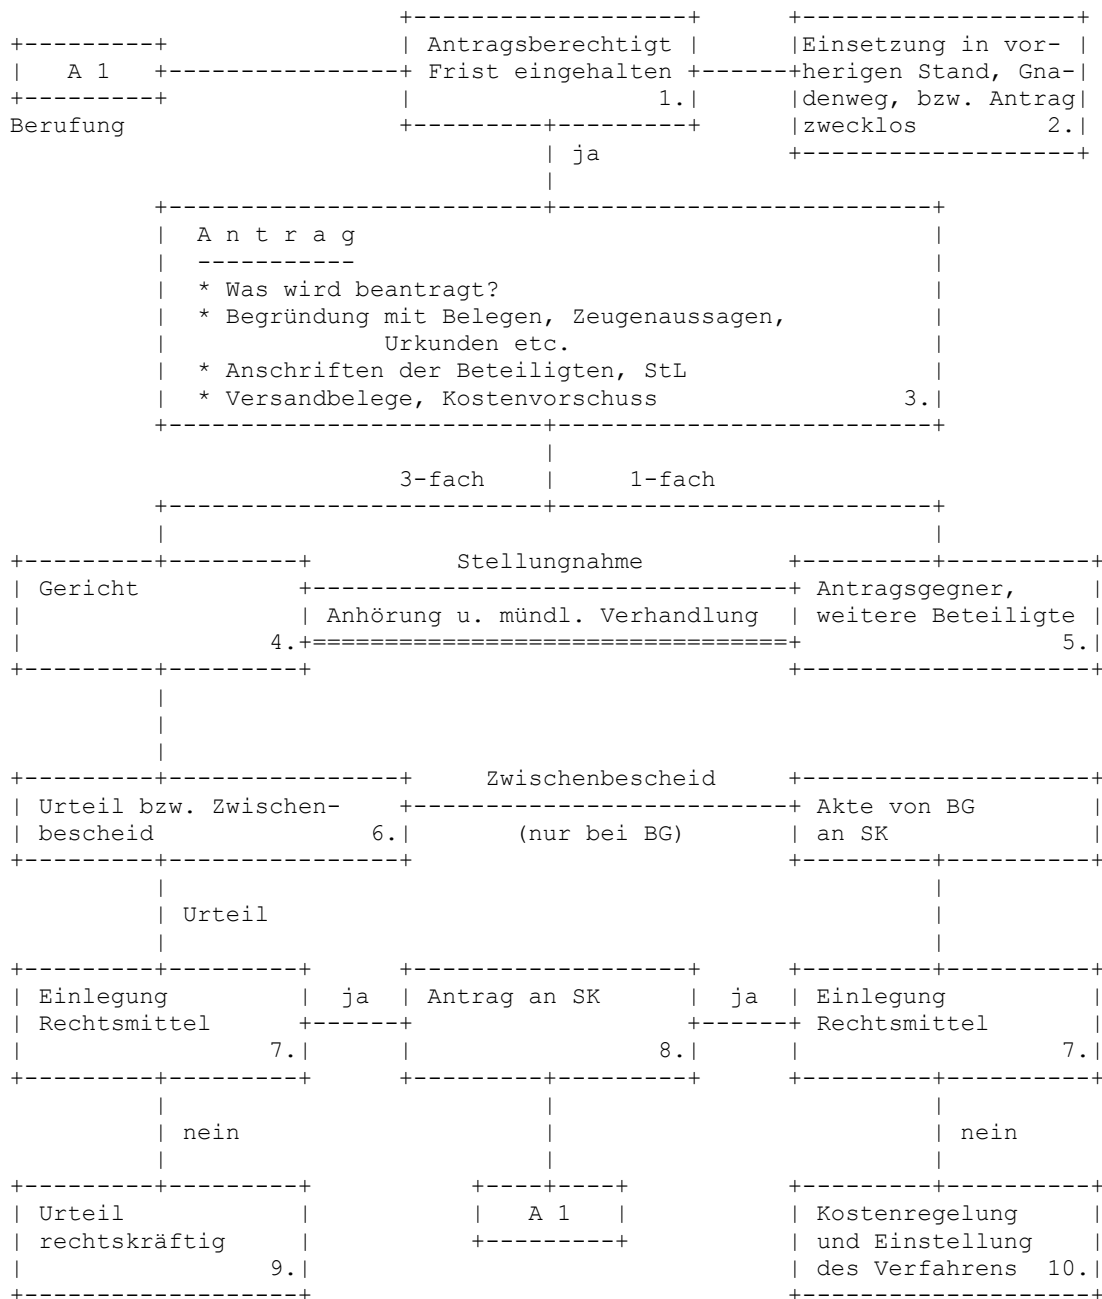 A 1
Berufung
Antragsberechtigt
Frist eingehalten
1.
Einsetzung in vor-
herigen Stand, Gna-
denweg, bzw. Antrag
zwecklos 2.
ja
A n t r a g
-----------
* Was wird beantragt?
* Begründung mit Belegen, Zeugenaussagen,
Urkunden etc.
* Anschriften der Beteiligten, StL
* Versandbelege, Kostenvorschuss 3.
3-fach 1-fach
Gericht
4.
Stellungnahme
Anhörung u. mündl. Verhandlung
Antragsgegner,
weitere Beteiligte
5.
Urteil bzw. Zwischen-
bescheid 6.
Zwischenbescheid
(nur bei BG)
Akte von BG
an SK
Urteil
Einlegung
Rechtsmittel
7.
ja
Antrag an SK
8.
ja
Einlegung
Rechtsmittel
7.
nein
nein
Urteil
rechtskräftig
9.
A 1
Kostenregelung
und Einstellung
des Verfahrens 10.